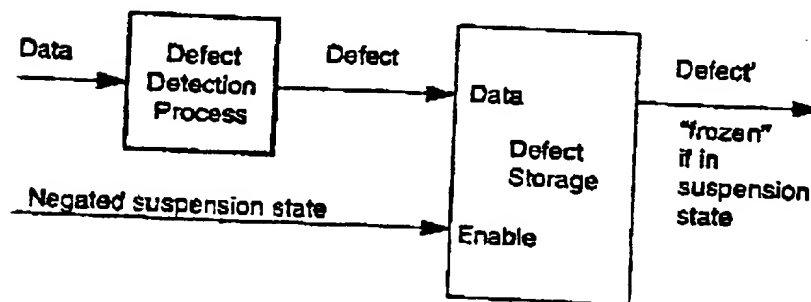 Data
Defect
Detection
Process
Defect
Data
Defect
Storage
Enable
Defect'
"frozen"
if in
suspension
state
Negated suspension state